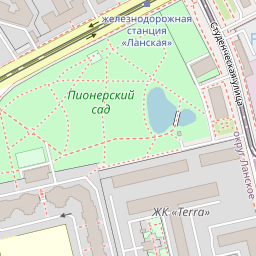 железнодорожная
станция
«Ланская»
Студенческая улица
Пионерский
сад
округ Ланское
ЖК «Terra»